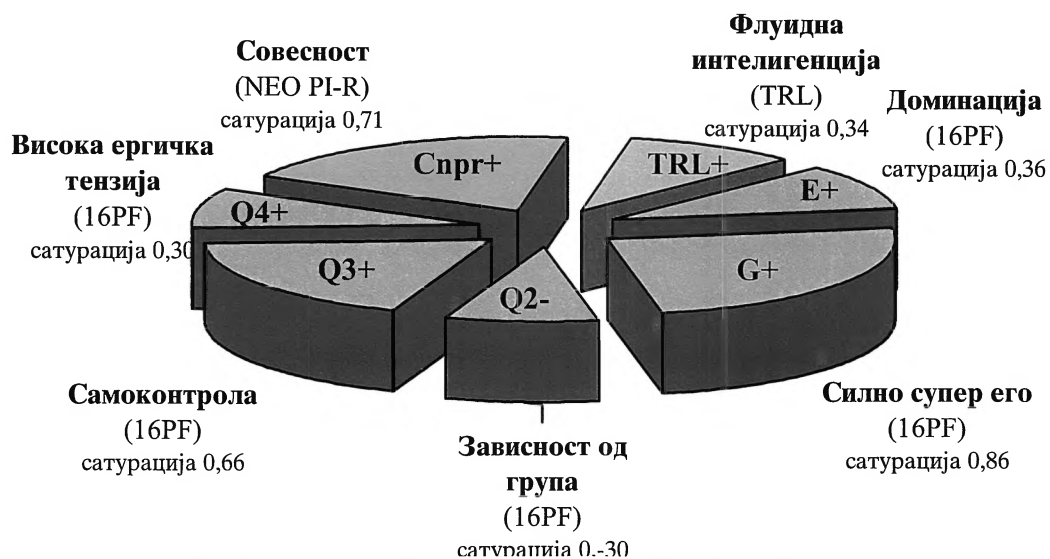 Совесност
(NEO PI-R)
сатурација 0,71
Флуидна
интелигенција
(TRL)
сатурација 0,34
Доминација
(16PF)
сатурација 0,36
Висока ергичка
тензија
(16PF)
сатурација 0,30
Cnpr+
TRL+
E+
Q4+
Q3+
Q2-
G+
Самоконтрола
(16PF)
сатурација 0,66
Зависност од
група
(16PF)
сатурација 0,-30
Силно супер его
(16PF)
сатурација 0,86